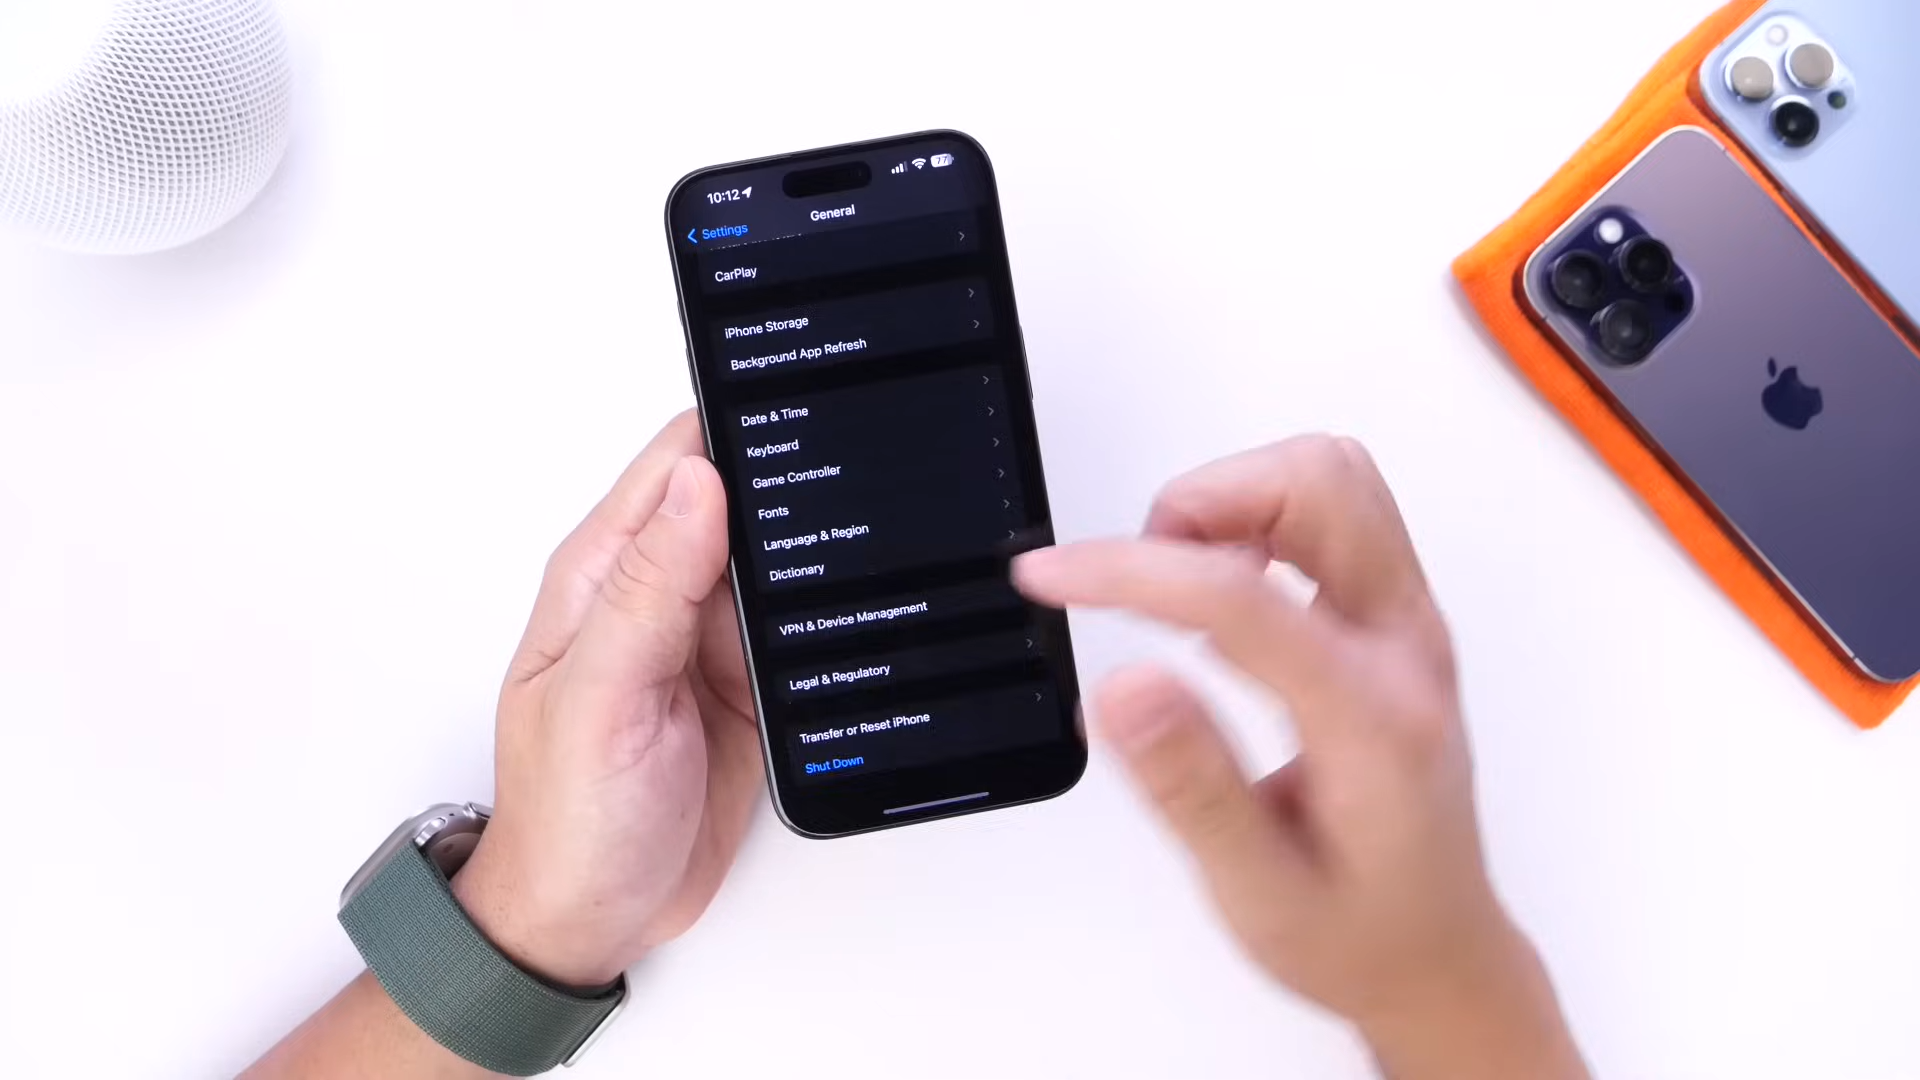 10:12
77
General
Settings
CarPlay
iPhone Storage
Background App Refresh
Date & Time
Keyboard
Game Controller
Fonts
Language & Region
Dictionary
VPN & Device Management
Legal & Regulatory
Transfer or Reset iPhone
Shut Down